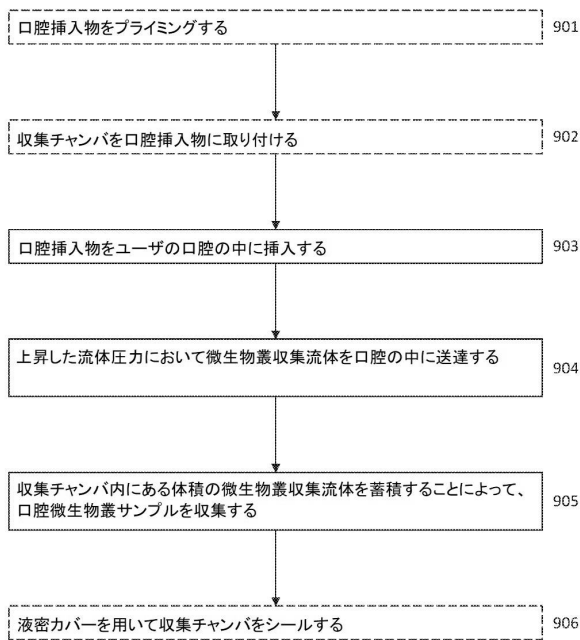 口腔挿入物をプライミングする
901
収集チャンバを口腔挿入物に取り付ける
902
口腔挿入物をユーザの口腔の中に挿入する
903
上昇した流体圧力において微生物叢収集流体を口腔の中に送達する
904
収集チャンバ内にある体積の微生物叢収集流体を蓄積することによって、
口腔微生物叢サンプルを収集する
905
液密カバーを用いて収集チャンバをシールする
906